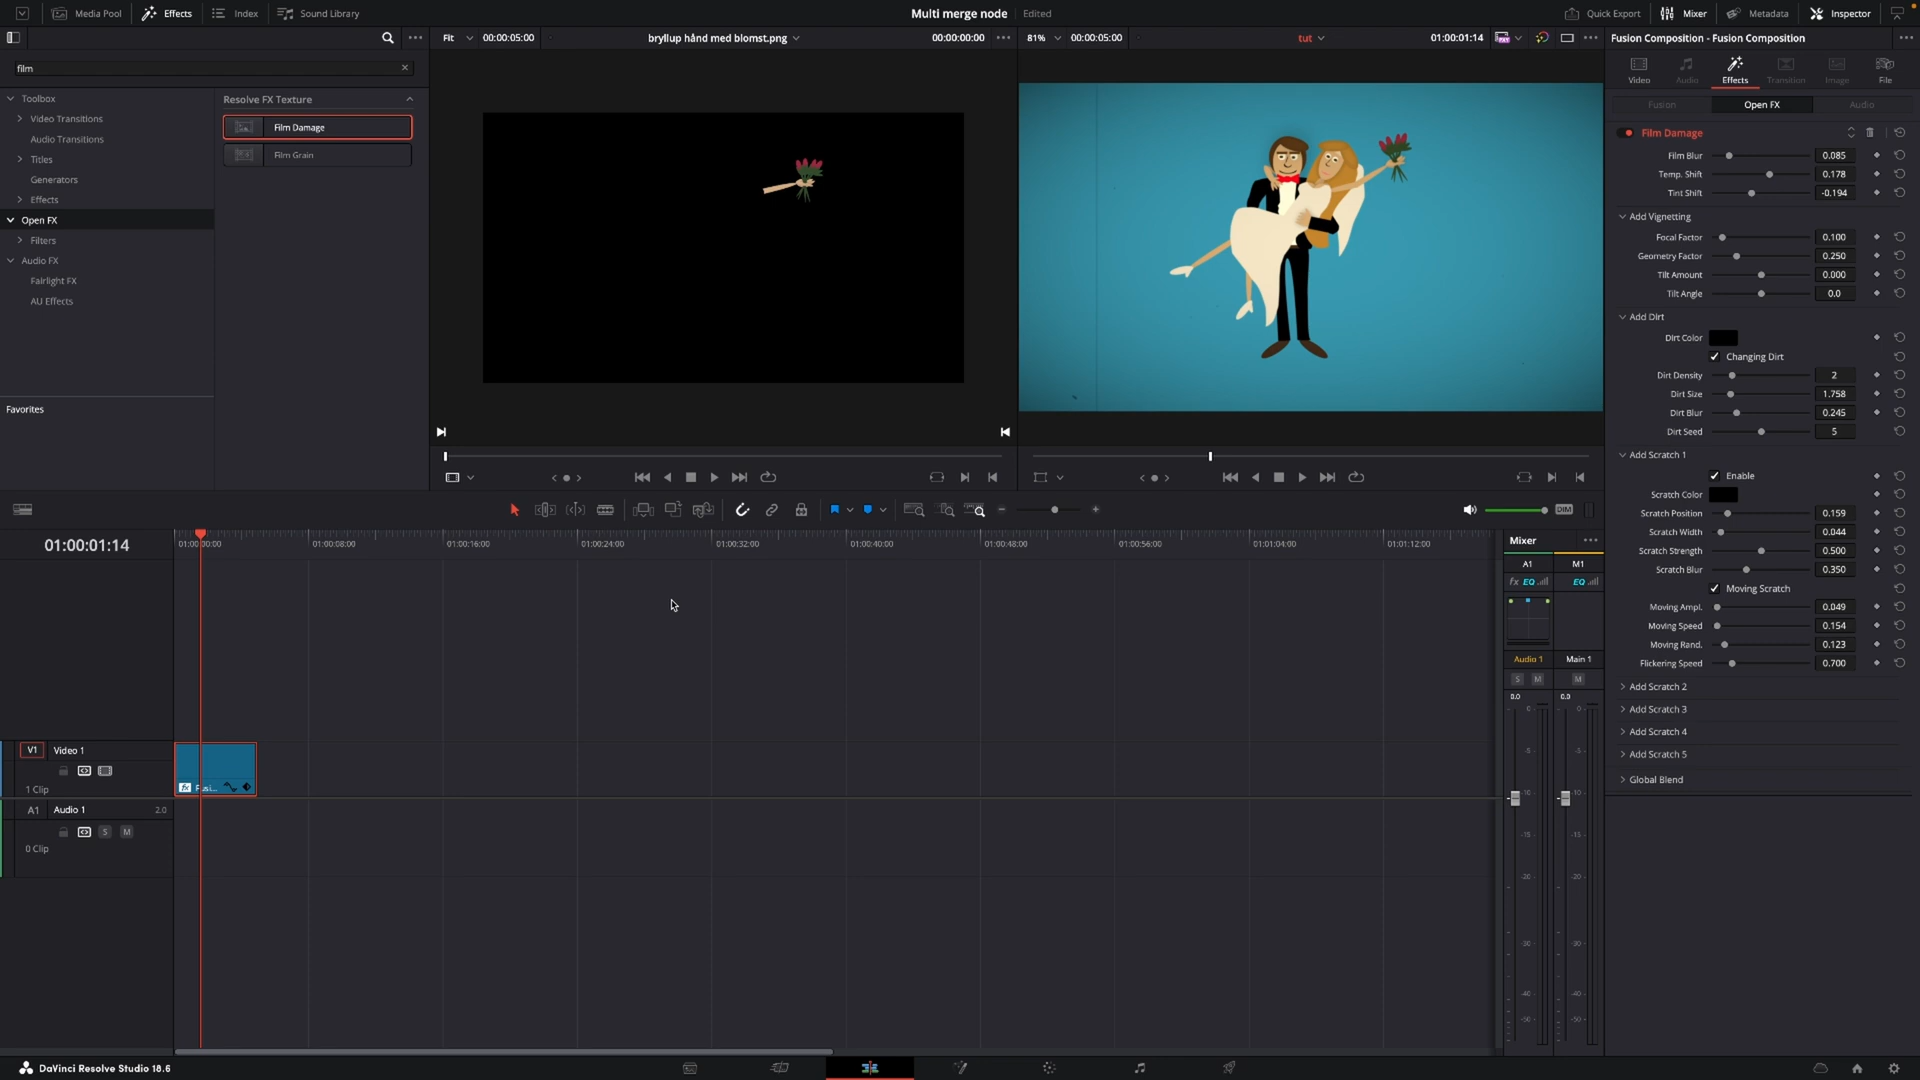 Media Pool
Effects
Index
Sound Library
Multi merge node
Edited
Quick Export
Mixer
Metadata
Inspector
Fit
00:00:05:00
bryllup hånd med blomst.png
00:00:00:00
81%
00:00:05:00
tut
01:00:01:14
Fusion Composition - Fusion Composition
film
Toolbox
Video Transitions
Audio Transitions
Titles
Generators
Effects
Open FX
Filters
Audio FX
Fairlight FX
AU Effects
Favorites
Resolve FX Texture
Film Damage
Film Grain
Video
Audio
Effects
Transition
Image
File
Fusion
Open FX
Audio
Film Damage
Film Blur 0.085
Temp. Shift 0.178
Tint Shift -0.194
Add Vignetting
Focal Factor 0.100
Geometry Factor 0.250
Tilt Amount 0.000
Tilt Angle 0.0
Add Dirt
Dirt Color
Changing Dirt
Dirt Density 2
Dirt Size 1.758
Dirt Blur 0.245
Dirt Seed 5
Add Scratch 1
Enable
Scratch Color
Scratch Position 0.159
Scratch Width 0.044
Scratch Strength 0.500
Scratch Blur 0.350
Moving Scratch
Moving Ampl. 0.049
Moving Speed 0.154
Moving Rand. 0.123
Flickering Speed 0.700
Add Scratch 2
Add Scratch 3
Add Scratch 4
Add Scratch 5
Global Blend
DIM
01:00:01:14
01:00:08:00
01:00:16:00
01:00:24:00
01:00:32:00
01:00:40:00
01:00:48:00
01:00:56:00
01:01:04:00
01:01:12:00
V1 Video 1
1 Clip
A1 Audio 1 2.0
S M
0 Clip
Mixer
A1 M1
fx EQ EQ
Audio 1 Main 1
S M M
0.0 0.0
DaVinci Resolve Studio 18.6